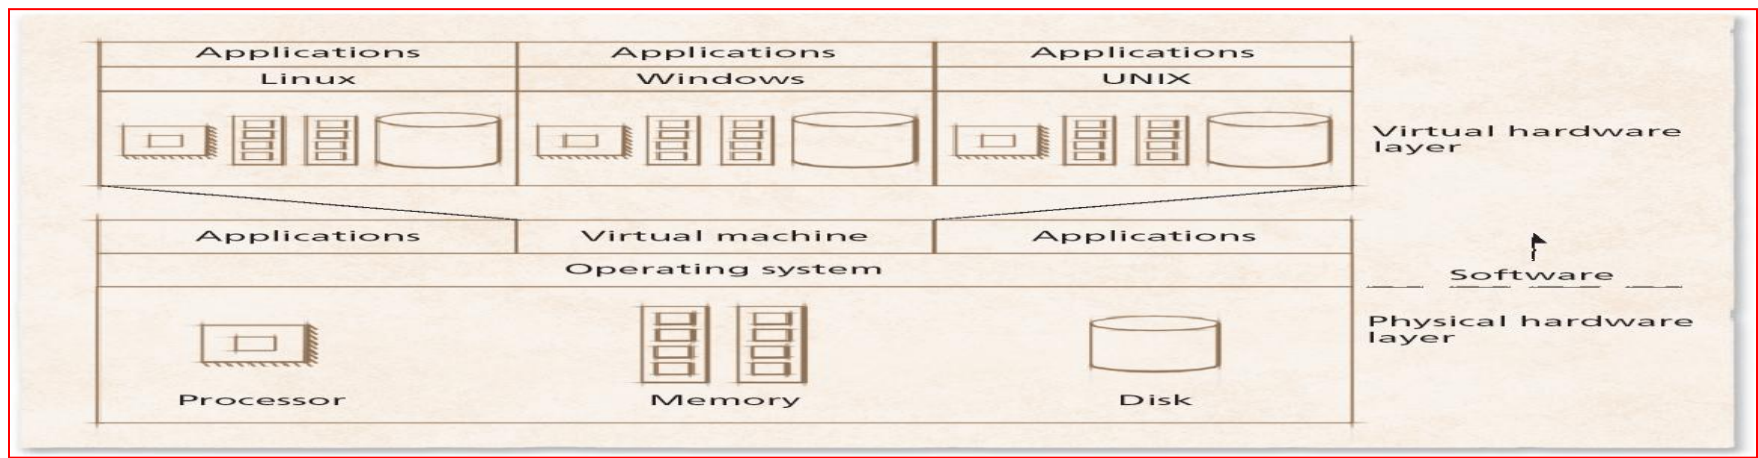 Applications Applications Applications
Linux Windows UNIX
Virtual hardware
layer
Applications Virtual machine Applications
Operating system
Software
Physical hardware
layer
Processor Memory Disk